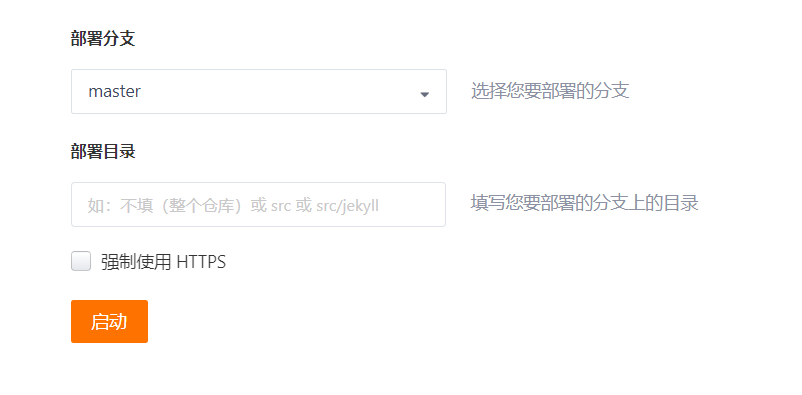 部署分支
master
选择您要部署的分支
部署目录
如：不填（整个仓库）或 src 或 src/jekyll
填写您要部署的分支上的目录
强制使用 HTTPS
启动